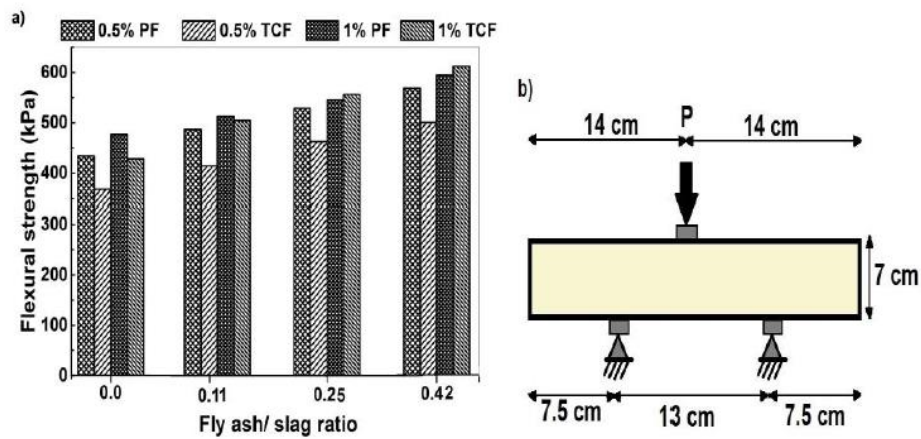 a)
0.5% PF 0.5% TCF 1% PF 1% TCF
Flexural strength (kPa)
600
500
400
300
200
100
0
0.0 0.11 0.25 0.42
Fly ash/ slag ratio
b)
14 cm P 14 cm
7 cm
7.5 cm 13 cm 7.5 cm